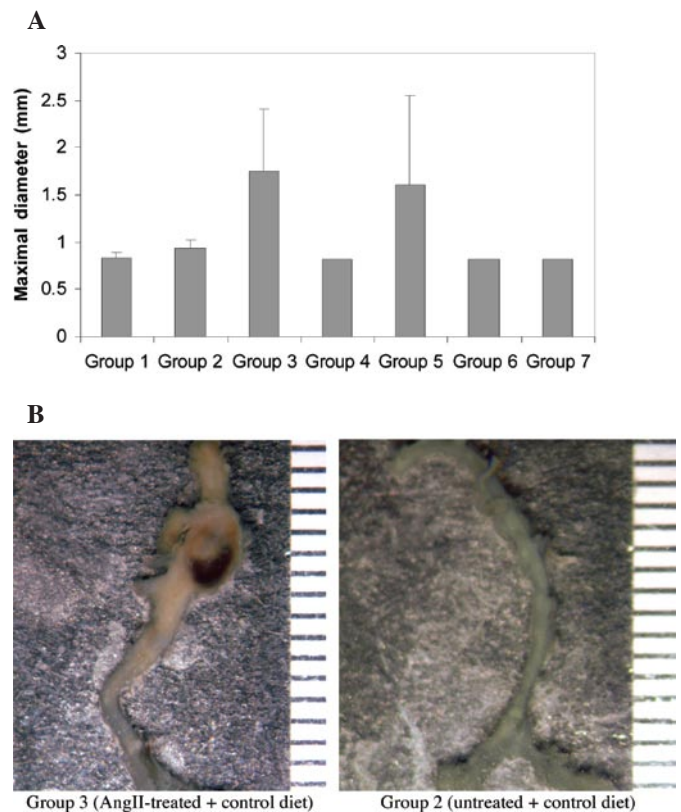 A
3
2.5
2
1.5
1
0.5
0
Maximal diameter (mm)
Group 1 Group 2 Group 3 Group 4 Group 5 Group 6 Group 7
B
Group 3 (AngII-treated + control diet)
Group 2 (untreated + control diet)